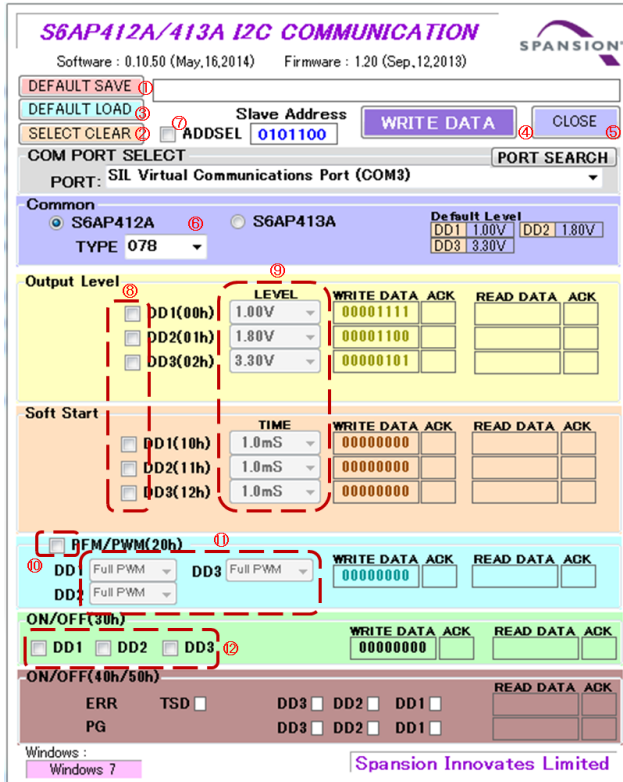 S6AP412A/413A I2C COMMUNICATION
SPANSION
Software : 0.10.50 (May,16,2014) Firmware : 1.20 (Sep,12,2013)
DEFAULT SAVE ①
DEFAULT LOAD ③
SELECT CLEAR ② ⑦ ADDSEL Slave Address 0101100 WRITE DATA ④ CLOSE ⑤
COM PORT SELECT PORT SEARCH
PORT: SIL Virtual Communications Port (COM3)
Common
S6AP412A ⑥ S6AP413A Default Level
DD1 1.00V DD2 1.80V
TYPE 078 DD3 3.30V
⑨
Output Level ⑧
LEVEL WRITE DATA ACK READ DATA ACK
DD1(00h) 1.00V 00001111
DD2(01h) 1.80V 00001100
DD3(02h) 3.30V 00000101
Soft Start
TIME WRITE DATA ACK READ DATA ACK
DD1(10h) 1.0mS 00000000
DD2(11h) 1.0mS 00000000
DD3(12h) 1.0mS 00000000
PFM/PWM(20h) ⑪
WRITE DATA ACK READ DATA ACK
⑩ DD1 Full PWM DD3 Full PWM 00000000
DD2 Full PWM
ON/OFF(30h)
WRITE DATA ACK READ DATA ACK
DD1 DD2 DD3 ⑫ 00000000
ON/OFF(40h/50h)
READ DATA ACK
ERR TSD DD3 DD2 DD1
PG DD3 DD2 DD1
Windows :
Windows 7 Spansion Innovates Limited